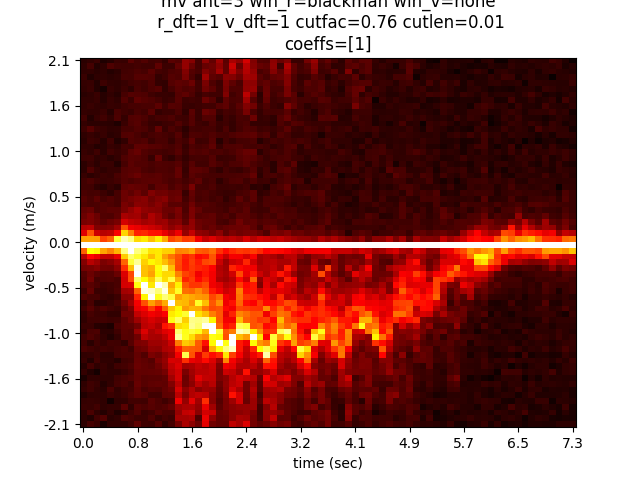 mv ant=3 win_r=blackman win_v=none
r_dft=1 v_dft=1 cutfac=0.76 cutlen=0.01
coeffs=[1]
2.1
1.6
1.0
0.5
0.0
-0.5
-1.0
-1.6
-2.1
velocity (m/s)
0.0 0.8 1.6 2.4 3.2 4.1 4.9 5.7 6.5 7.3
time (sec)